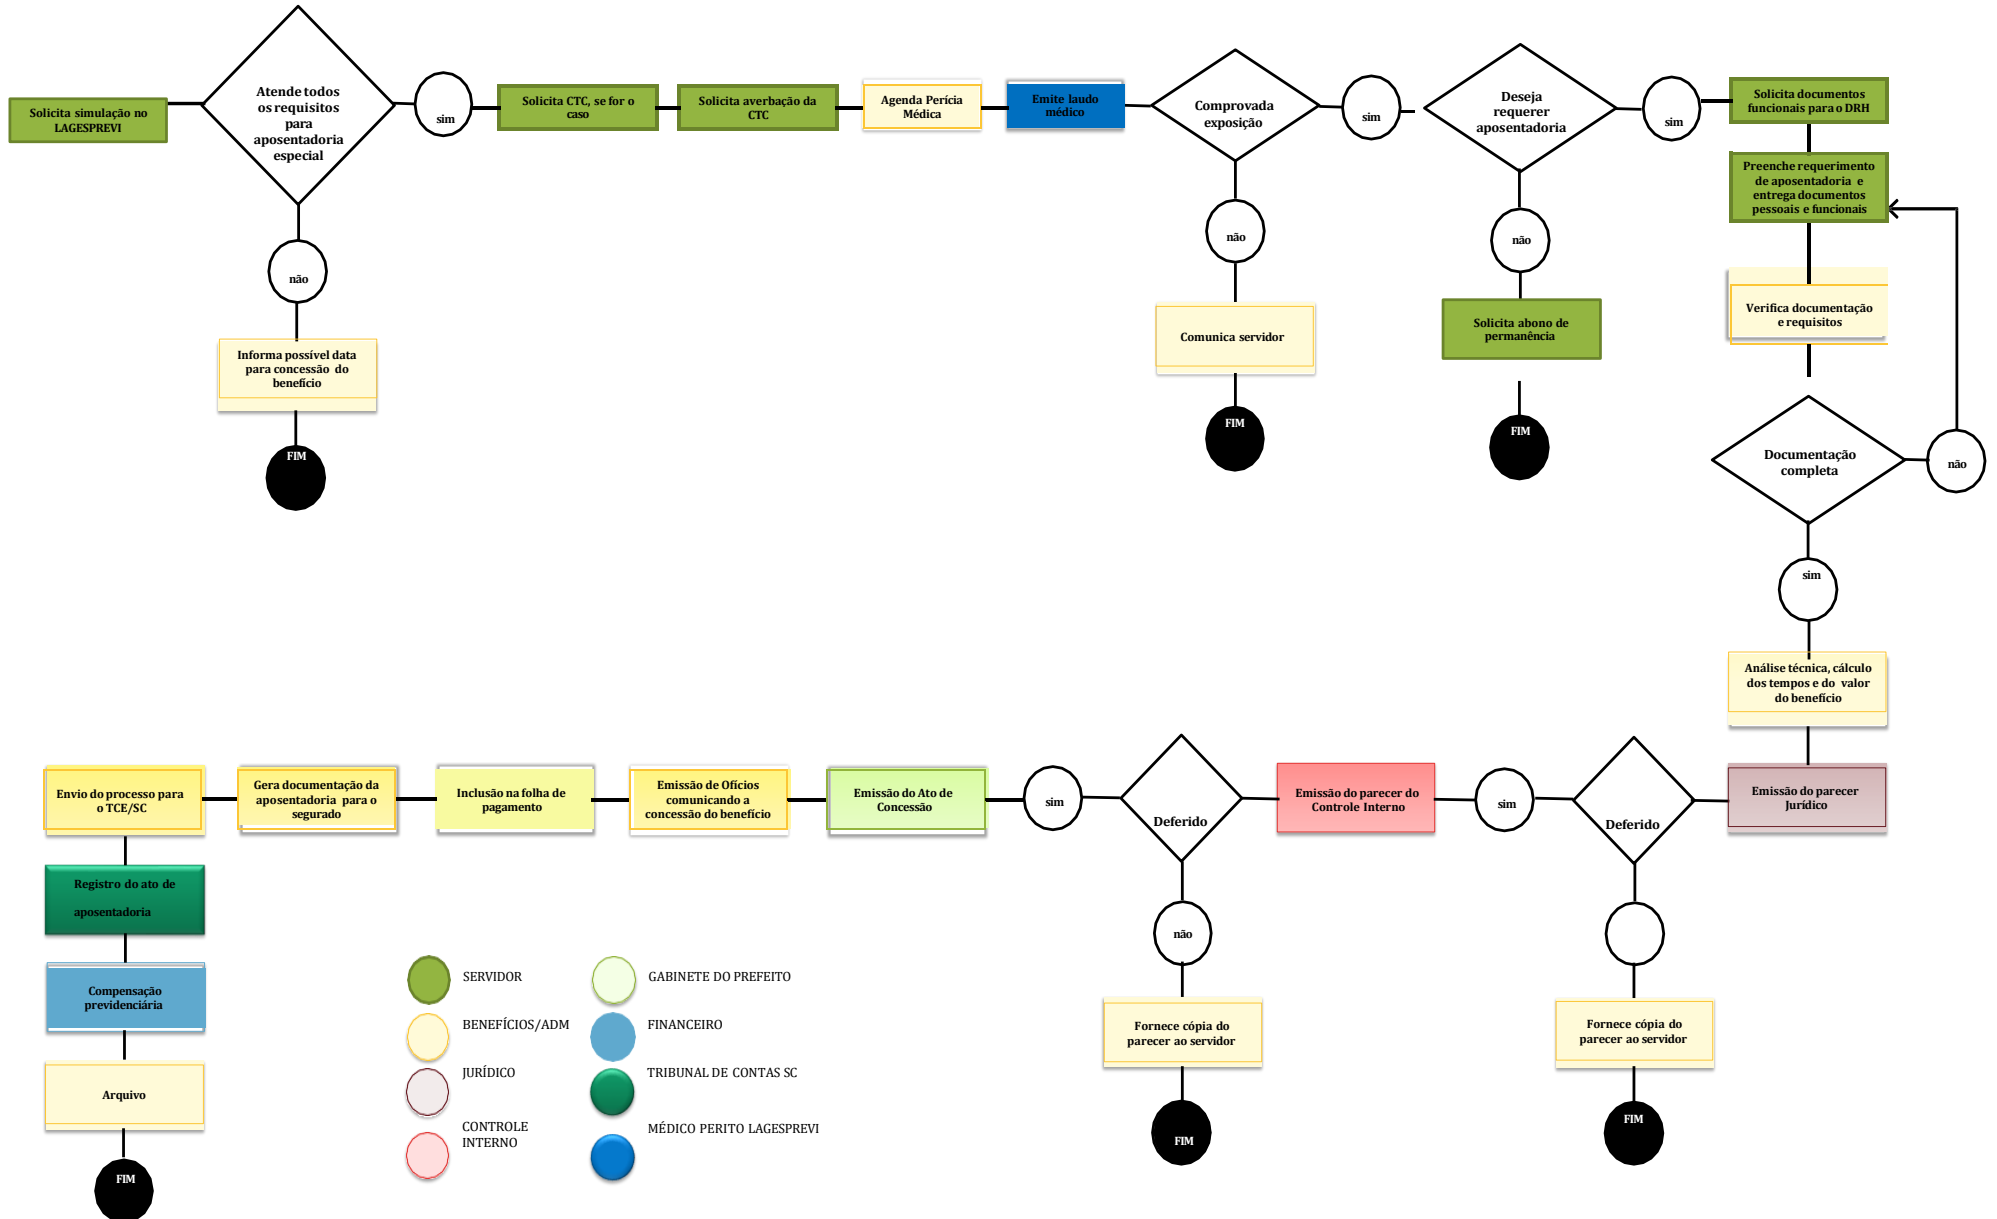 Solicita simulação no
LAGESPREVI
Atende todos
os requisitos
para
aposentadoria
especial
sim
Solicita CTC, se for o
caso
Solicita averbação da
CTC
Agenda Perícia
Médica
Emite laudo
médico
Comprovada
exposição
sim
Deseja
requerer
aposentadoria
sim
Solicita documentos
funcionais para o DRH
Preenche requerimento
de aposentadoria e
entrega documentos
pessoais e funcionais
não
Informa possível data
para concessão do
benefício
FIM
não
Comunica servidor
FIM
não
Solicita abono de
permanência
FIM
Verifica documentação
e requisitos
Documentação
completa
não
sim
Análise técnica, cálculo
dos tempos e do valor
do benefício
Emissão do parecer
Jurídico
Deferido
sim
Emissão do parecer do
Controle Interno
Deferido
sim
Emissão do Ato de
Concessão
Emissão de Ofícios
comunicando a
concessão do benefício
Inclusão na folha de
pagamento
Gera documentação da
aposentadoria para o
segurado
Envio do processo para
o TCE/SC
Registro do ato de
aposentadoria
Compensação
previdenciária
Arquivo
FIM
não
Fornece cópia do
parecer ao servidor
FIM
Fornece cópia do
parecer ao servidor
FIM
SERVIDOR
GABINETE DO PREFEITO
BENEFÍCIOS/ADM
FINANCEIRO
JURÍDICO
TRIBUNAL DE CONTAS SC
CONTROLE
INTERNO
MÉDICO PERITO LAGESPREVI